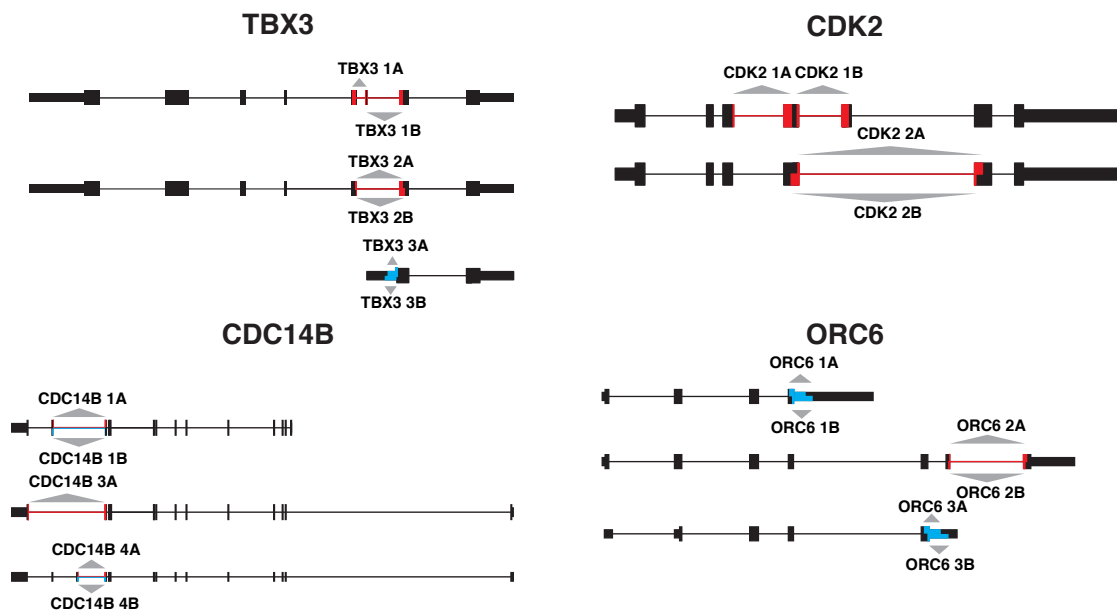 TBX3
TBX3 1A
TBX3 1B
TBX3 2A
TBX3 2B
TBX3 3A
TBX3 3B
CDK2
CDK2 1A CDK2 1B
CDK2 2A
CDK2 2B
CDC14B
CDC14B 1A
CDC14B 1B
CDC14B 3A
CDC14B 4A
CDC14B 4B
ORC6
ORC6 1A
ORC6 1B
ORC6 2A
ORC6 2B
ORC6 3A
ORC6 3B